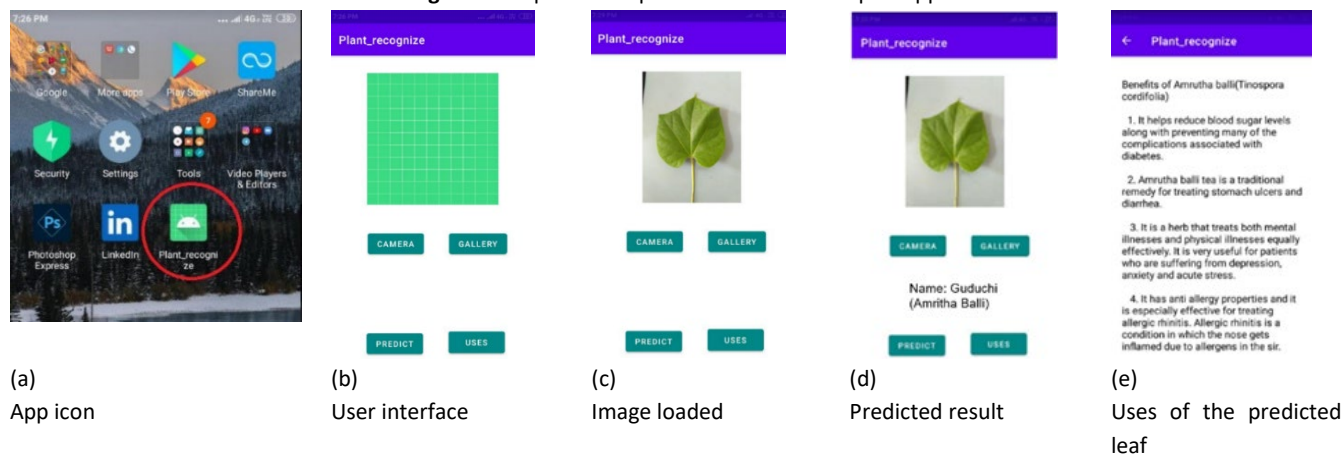 7:26 PM
4G
Google
More apps
Play Store
ShareMe
7
Security
Settings
Tools
Video Players
& Editors
Ps
in
Photoshop
Express
LinkedIn
Plant_recogni
ze
Plant_recognize
CAMERA
GALLERY
PREDICT
USES
Plant_recognize
CAMERA
GALLERY
PREDICT
USES
Plant_recognize
CAMERA
GALLERY
Name: Guduchi
(Amritha Balli)
PREDICT
USES
← Plant_recognize
Benefits of Amrutha balli(Tinospora
cordifolia)
1. It helps reduce blood sugar levels
along with preventing many of the
complications associated with
diabetes.
2. Amrutha balli tea is a traditional
remedy for treating stomach ulcers and
diarrhea.
3. It is a herb that treats both mental
illnesses and physical illnesses equally
effectively. It is very useful for patients
who are suffering from depression,
anxiety and acute stress.
4. It has anti allergy properties and it
is especially effective for treating
allergic rhinitis. Allergic rhinitis is a
condition in which the nose gets
inflamed due to allergens in the sir.
(a)
App icon
(b)
User interface
(c)
Image loaded
(d)
Predicted result
(e)
Uses of the predicted
leaf